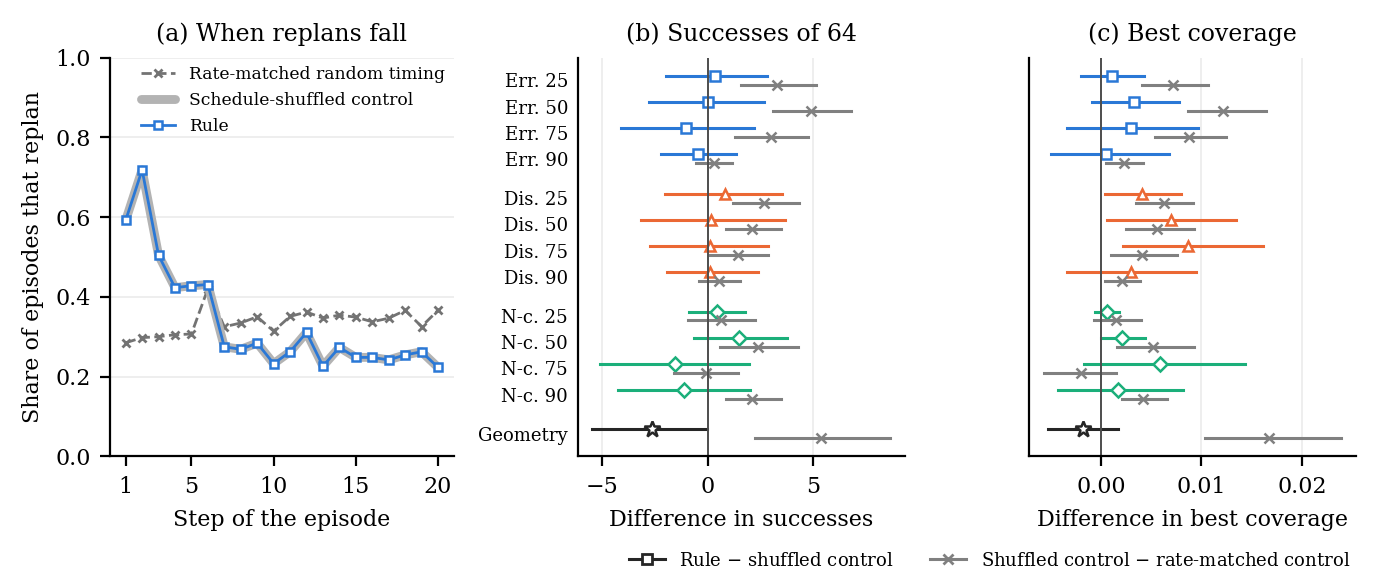 (a) When replans fall
(b) Successes of 64
(c) Best coverage
Share of episodes that replan
1.0
0.8
0.6
0.4
0.2
0.0
Rate-matched random timing
Schedule-shuffled control
Rule
1
5
10
15
20
Step of the episode
Err. 25
Err. 50
Err. 75
Err. 90
Dis. 25
Dis. 50
Dis. 75
Dis. 90
N-c. 25
N-c. 50
N-c. 75
N-c. 90
Geometry
−5
0
5
Difference in successes
0.00
0.01
0.02
Difference in best coverage
Rule − shuffled control
Shuffled control − rate-matched control